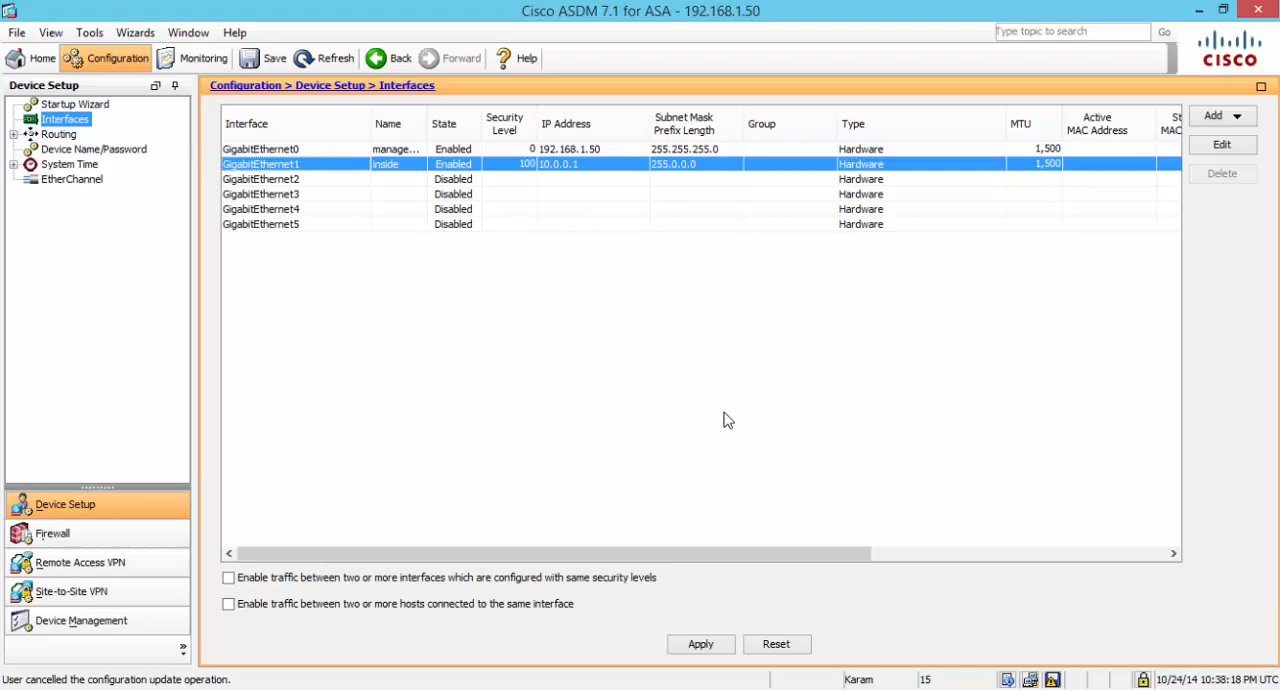 Cisco ASDM 7.1 for ASA - 192.168.1.50
File View Tools Wizards Window Help
Type topic to search Go
Home Configuration Monitoring Save Refresh Back Forward Help
CISCO
Device Setup
Configuration > Device Setup > Interfaces
Startup Wizard
Interfaces
Routing
Device Name/Password
System Time
EtherChannel
Interface Name State Security Level IP Address Subnet Mask Prefix Length Group Type MTU Active MAC Address St MAC
GigabitEthernet0 manage... Enabled 0 192.168.1.50 255.255.255.0 Hardware 1,500
GigabitEthernet1 inside Enabled 100 10.0.0.1 255.0.0.0 Hardware 1,500
GigabitEthernet2 Disabled Hardware
GigabitEthernet3 Disabled Hardware
GigabitEthernet4 Disabled Hardware
GigabitEthernet5 Disabled Hardware
Add
Edit
Delete
Device Setup
Firewall
Remote Access VPN
Site-to-Site VPN
Device Management
Enable traffic between two or more interfaces which are configured with same security levels
Enable traffic between two or more hosts connected to the same interface
Apply Reset
User cancelled the configuration update operation. Karam 15 10/24/14 10:38:18 PM UTC